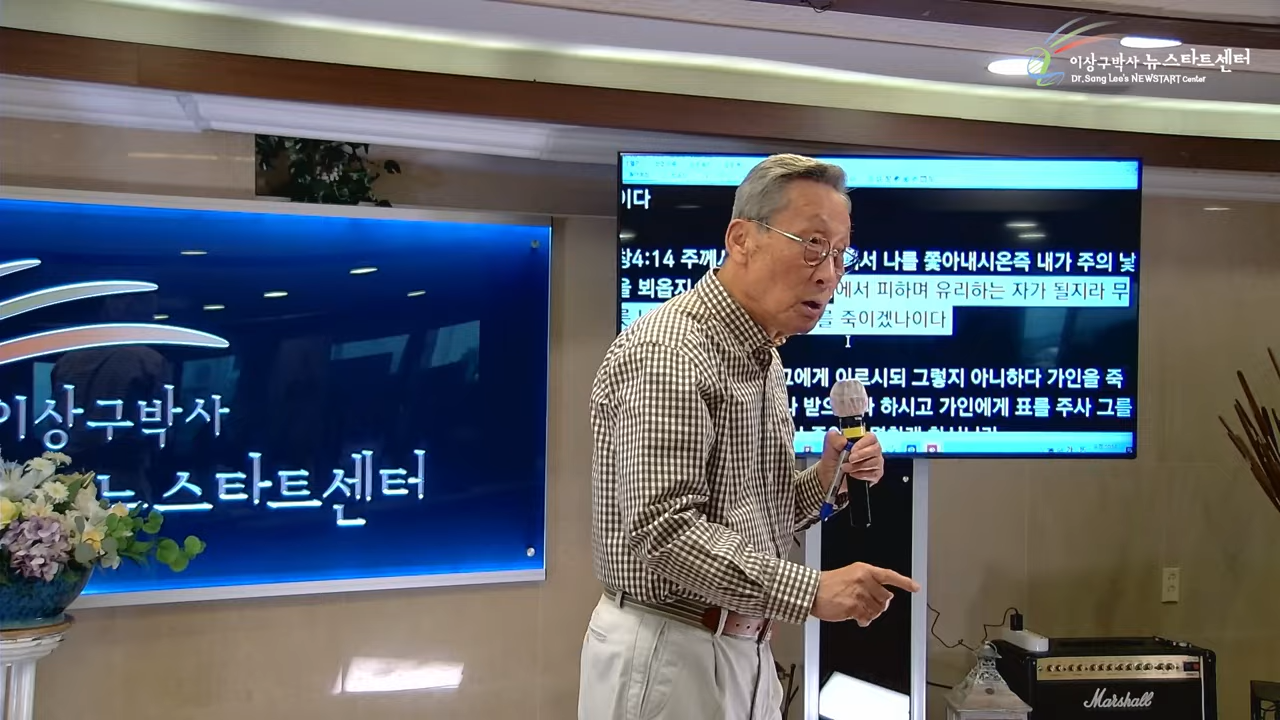 이상구박사 뉴스타트센터
Dr. Sang Lee's NEWSTART Center
이다
창4:14 주께서 나를 쫓아내시온즉 내가 주의 낯
을 뵈옵지 에서 피하며 유리하는 자가 될지라 무
를 죽이겠나이다
그에게 이르시되 그렇지 아니하다 가인을 죽
하시고 가인에게 표를 주사 그를
이상구박사
뉴스타트센터
Marshall